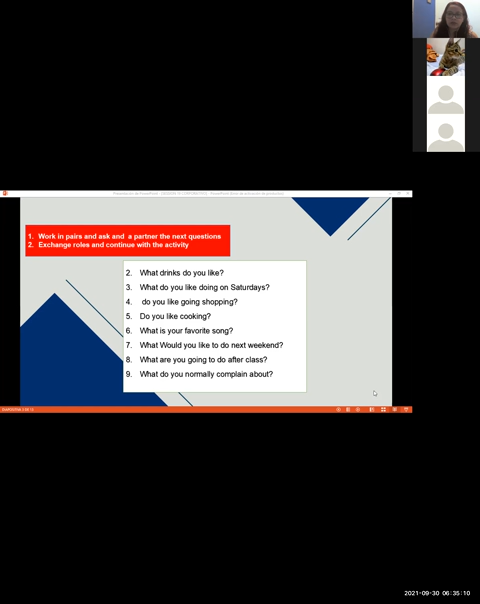 1. Work in pairs and ask and a partner the next questions
2. Exchange roles and continue with the activity
2. What drinks do you like?
3. What do you like doing on Saturdays?
4. do you like going shopping?
5. Do you like cooking?
6. What is your favorite song?
7. What Would you like to do next weekend?
8. What are you going to do after class?
9. What do you normally complain about?
2021-09-30 06:35:10